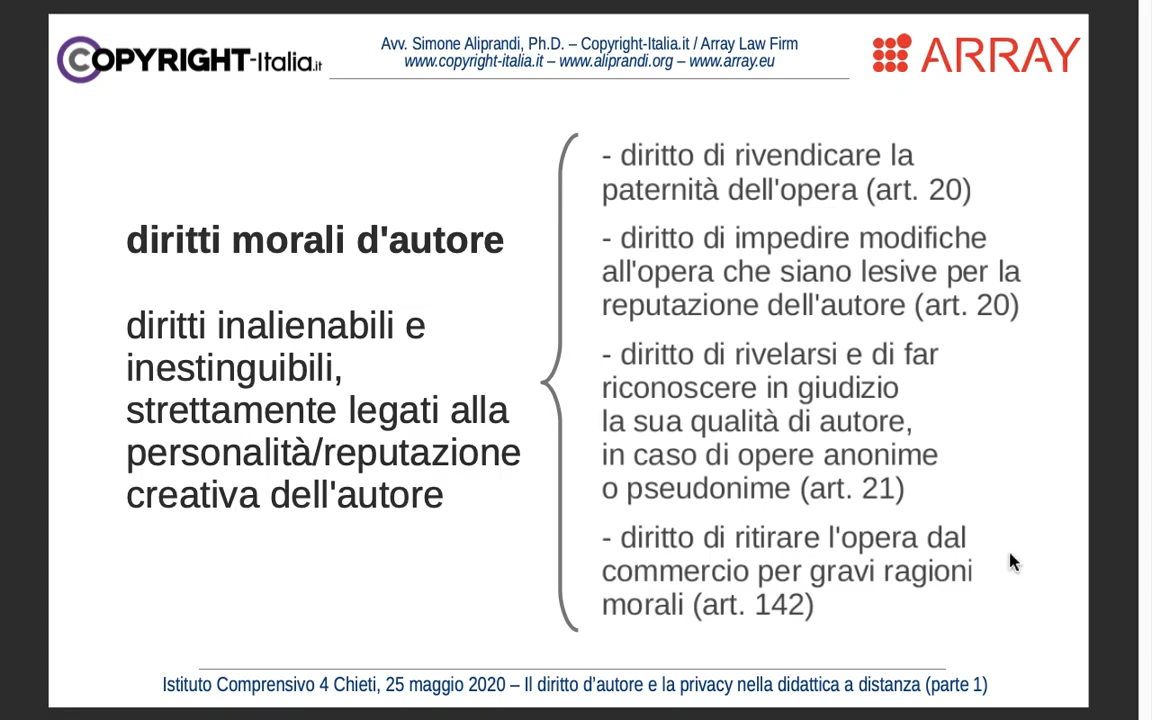 COPYRIGHT-Italia.it
Avv. Simone Aliprandi, Ph.D. – Copyright-Italia.it / Array Law Firm
www.copyright-italia.it – www.aliprandi.org – www.array.eu
ARRAY
diritti morali d'autore
diritti inalienabili e
inestinguibili,
strettamente legati alla
personalità/reputazione
creativa dell'autore
- diritto di rivendicare la
paternità dell'opera (art. 20)
- diritto di impedire modifiche
all'opera che siano lesive per la
reputazione dell'autore (art. 20)
- diritto di rivelarsi e di far
riconoscere in giudizio
la sua qualità di autore,
in caso di opere anonime
o pseudonime (art. 21)
- diritto di ritirare l'opera dal
commercio per gravi ragioni
morali (art. 142)
Istituto Comprensivo 4 Chieti, 25 maggio 2020 – Il diritto d’autore e la privacy nella didattica a distanza (parte 1)